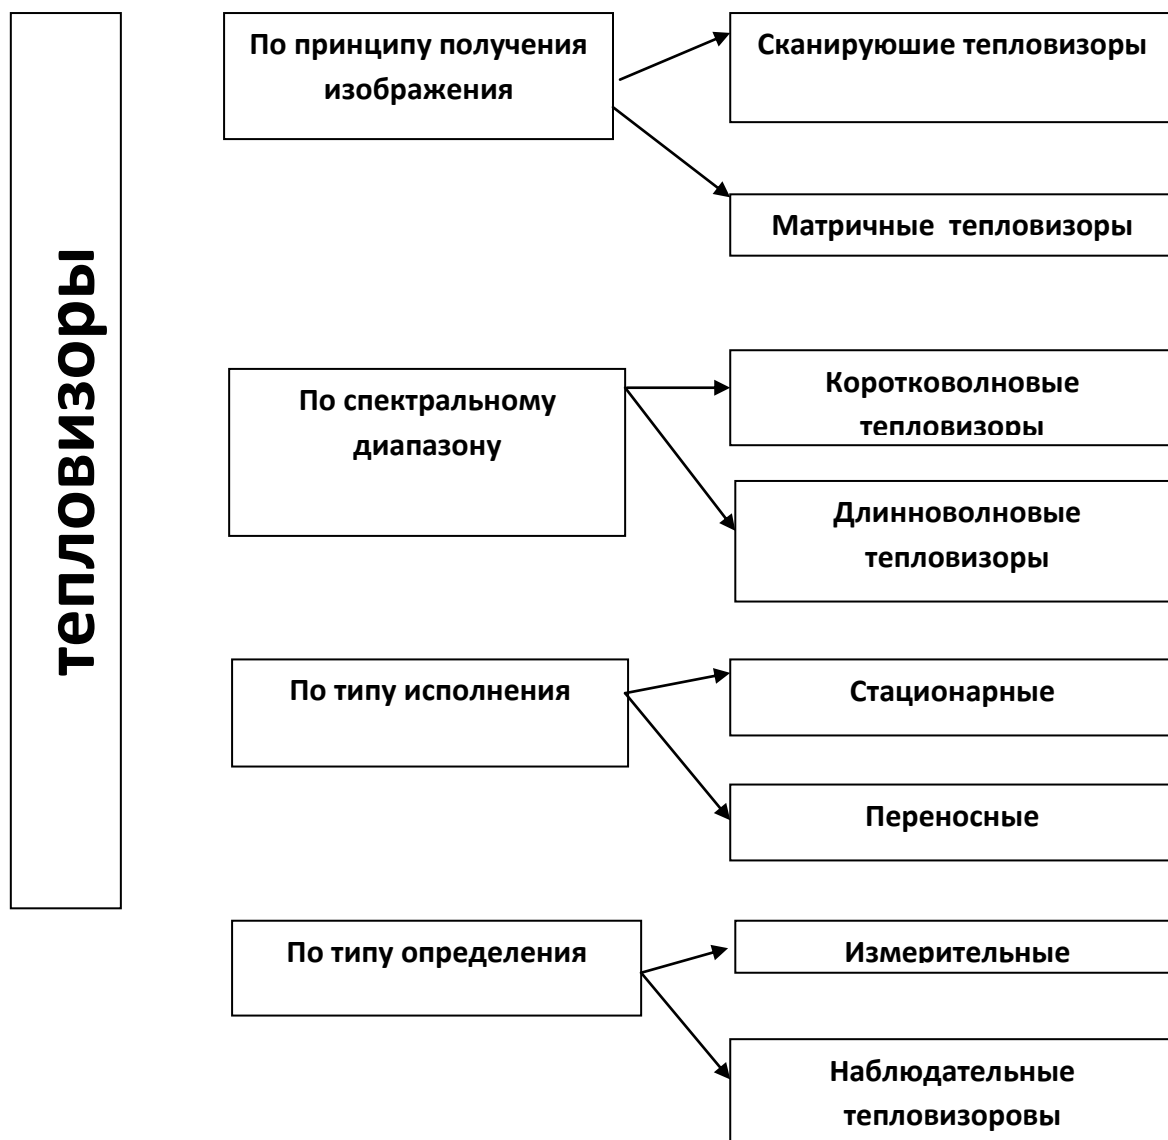 тепловизоры
По принципу получения
изображения
Сканируюшие тепловизоры
Матричные тепловизоры
По спектральному
диапазону
Коротковолновые
тепловизоры
Длинноволновые
тепловизоры
По типу исполнения
Стационарные
Переносные
По типу определения
Измерительные
Наблюдательные
тепловизоровы